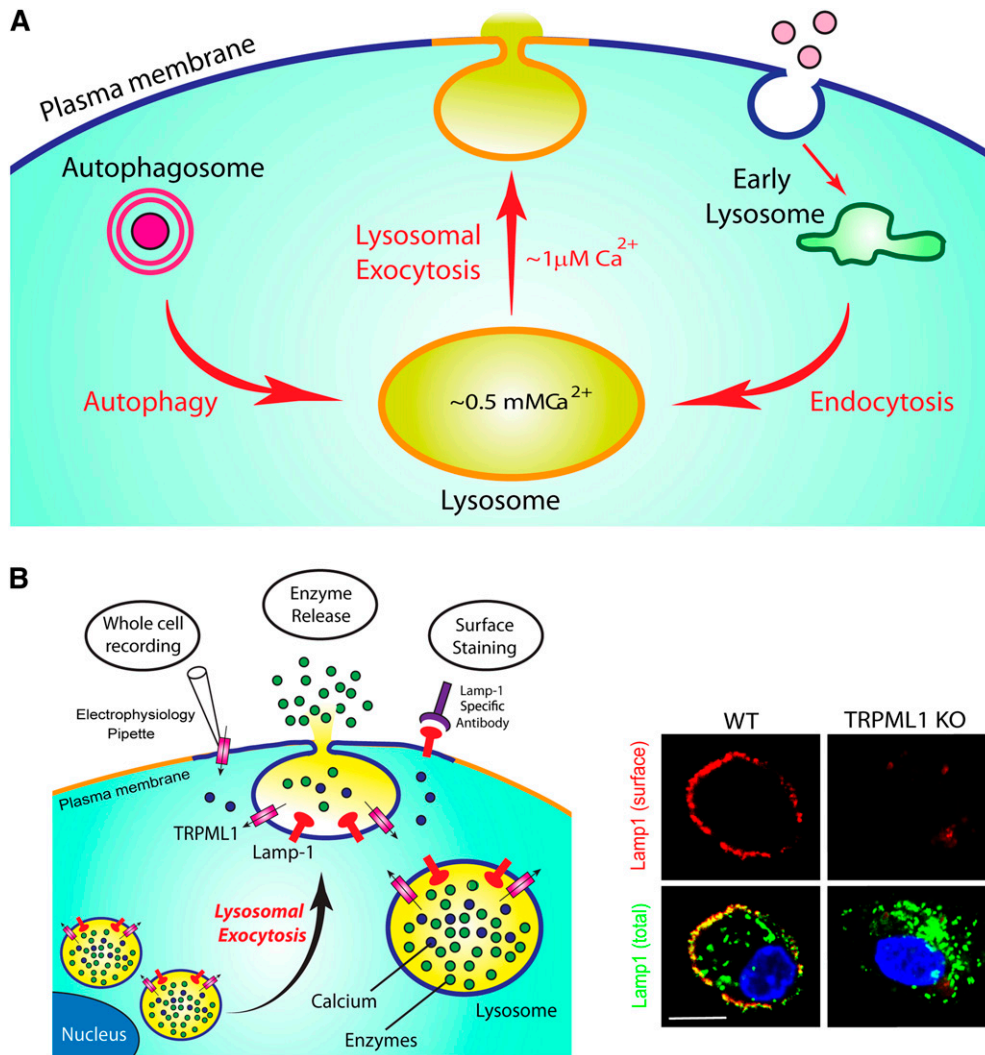 A
Plasma membrane
Autophagosome
Early
Lysosome
Lysosomal
Exocytosis
~1μM Ca²⁺
Autophagy
~0.5 mMCa²⁺
Endocytosis
Lysosome
B
Whole cell
recording
Enzyme
Release
Surface
Staining
Electrophysiology
Pipette
Lamp-1
Specific
Antibody
Plasma membrane
TRPML1
Lamp-1
Lysosomal
Exocytosis
Calcium
Enzymes
Lysosome
Nucleus
WT
TRPML1 KO
Lamp1 (surface)
Lamp1 (total)